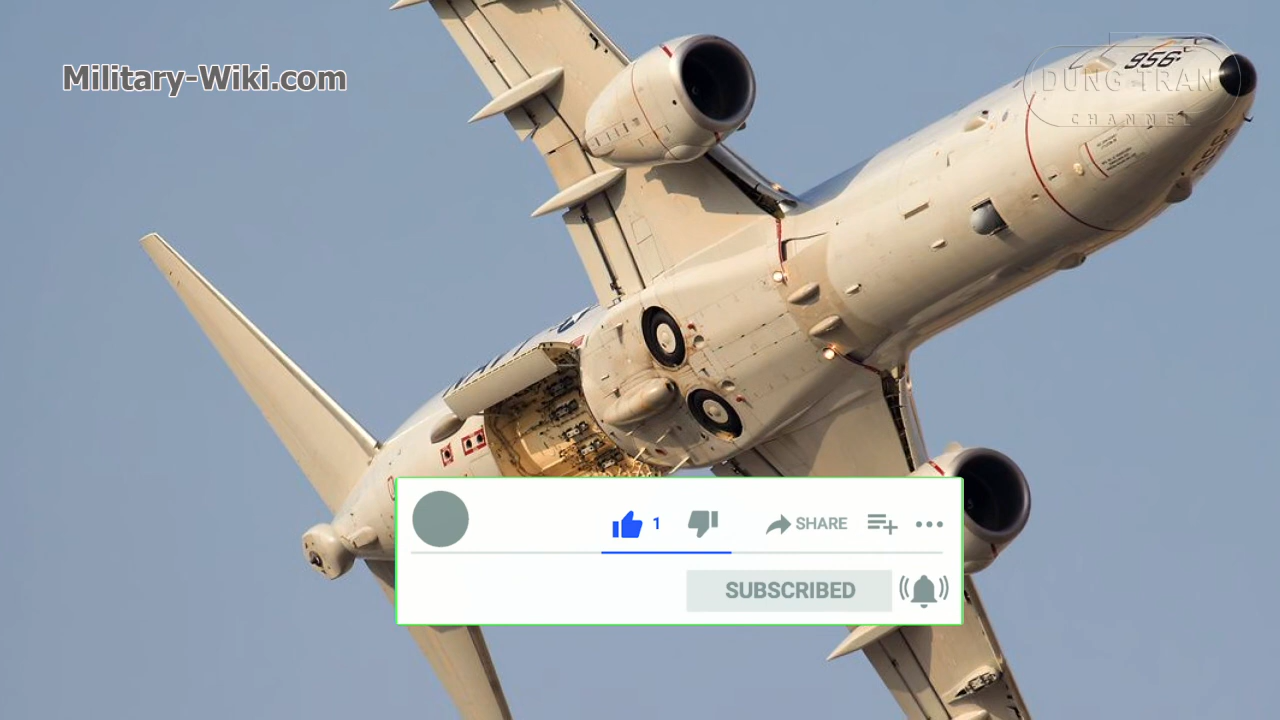 Military-Wiki.com
956
DUNG TRAN
CHANNEL
1
SHARE
SUBSCRIBED